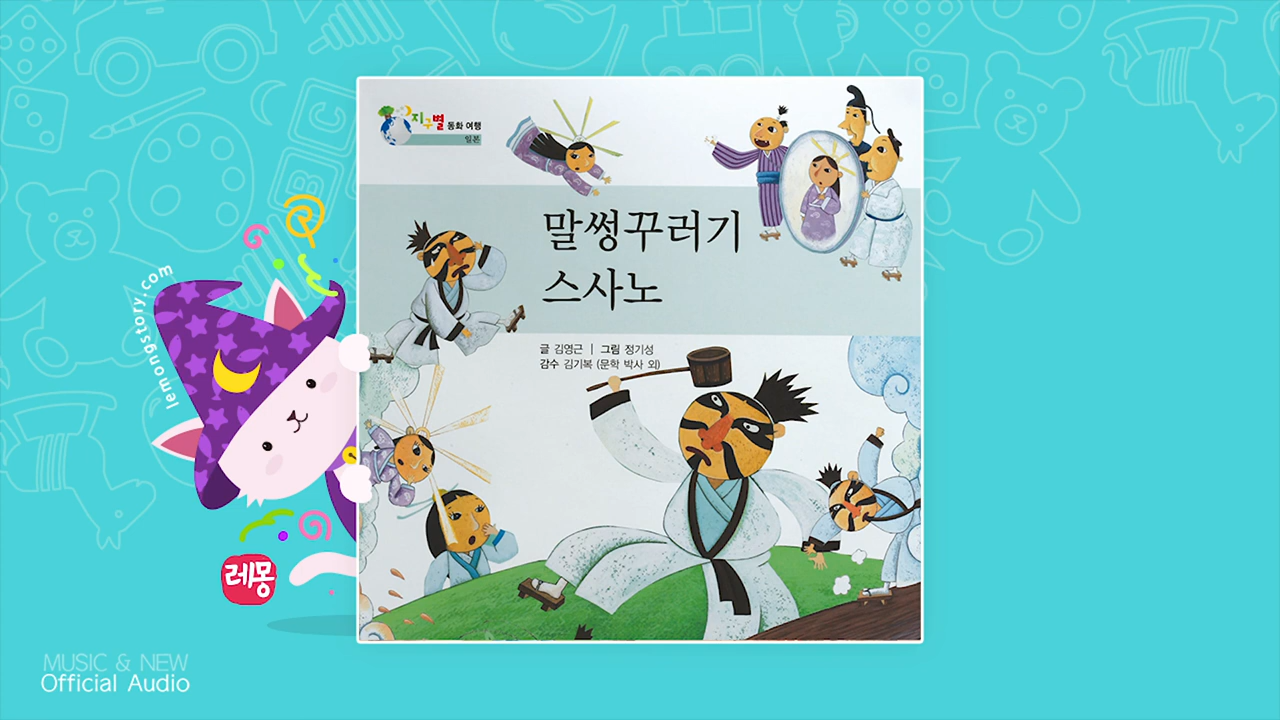 지구별 동화 여행
일본
말썽꾸러기
스사노
글 김영근 | 그림 정기성
감수 김기복 (문학 박사 외)
lemongstory.com
레몽
MUSIC & NEW
Official Audio